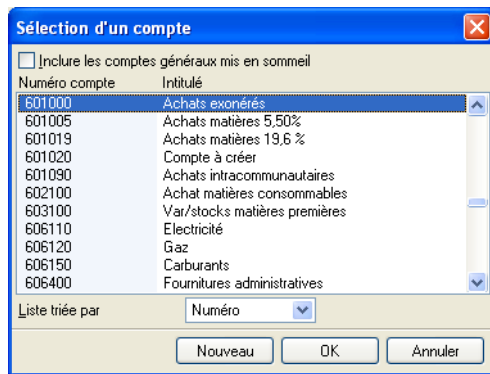 Sélection d'un compte
Inclure les comptes généraux mis en sommeil
Numéro compte Intitulé
601000 Achats exonérés
601005 Achats matières 5,50%
601019 Achats matières 19,6 %
601020 Compte à créer
601090 Achats intracommunautaires
602100 Achat matières consommables
603100 Var/stocks matières premières
606110 Electricité
606120 Gaz
606150 Carburants
606400 Fournitures administratives
Liste triée par Numéro
Nouveau OK Annuler